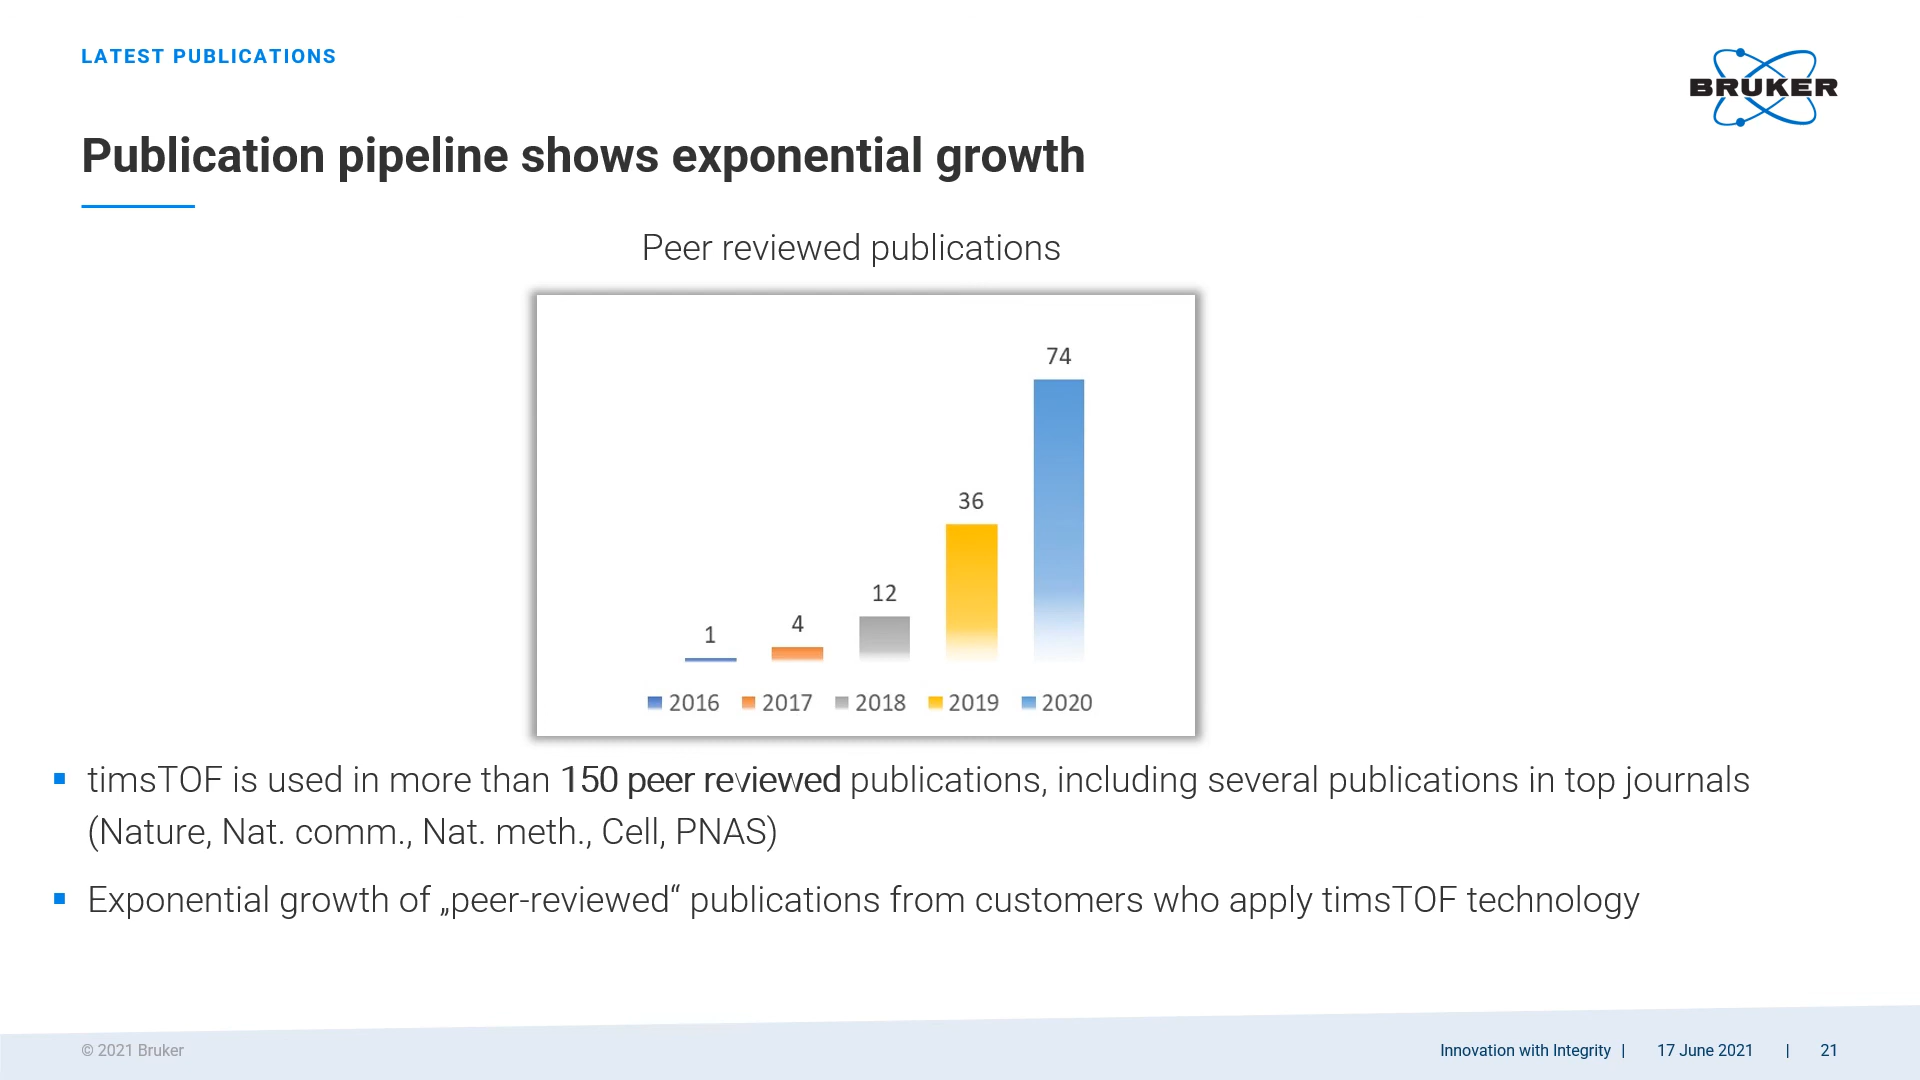 LATEST PUBLICATIONS
BRUKER
Publication pipeline shows exponential growth
Peer reviewed publications
74
36
12
4
1
2016 2017 2018 2019 2020
timsTOF is used in more than 150 peer reviewed publications, including several publications in top journals
(Nature, Nat. comm., Nat. meth., Cell, PNAS)
Exponential growth of „peer-reviewed“ publications from customers who apply timsTOF technology
© 2021 Bruker
Innovation with Integrity | 17 June 2021 | 21